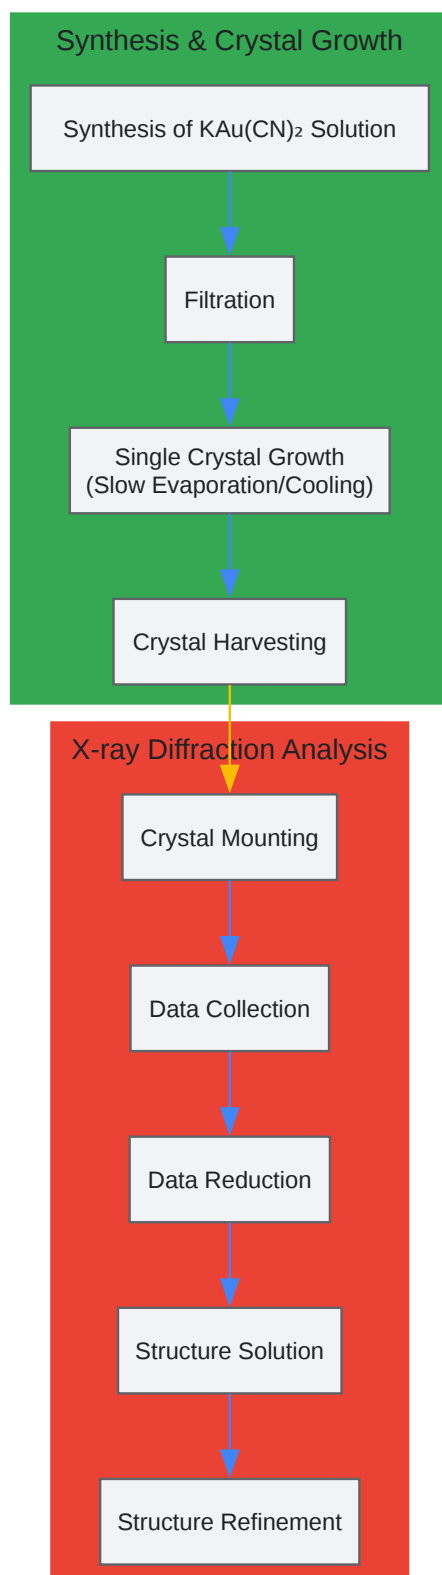 Synthesis & Crystal Growth
Synthesis of KAu(CN)₂ Solution
Filtration
Single Crystal Growth
(Slow Evaporation/Cooling)
Crystal Harvesting
X-ray Diffraction Analysis
Crystal Mounting
Data Collection
Data Reduction
Structure Solution
Structure Refinement